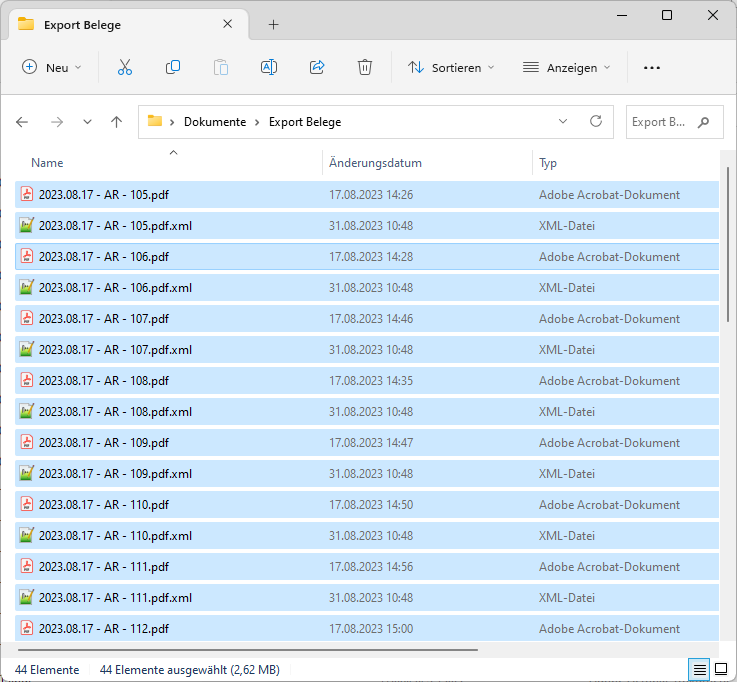 Export Belege
Neu
Sortieren
Anzeigen
Dokumente > Export Belege
Export B...
Name Änderungsdatum Typ
2023.08.17 - AR - 105.pdf 17.08.2023 14:26 Adobe Acrobat-Dokument
2023.08.17 - AR - 105.pdf.xml 31.08.2023 10:48 XML-Datei
2023.08.17 - AR - 106.pdf 17.08.2023 14:28 Adobe Acrobat-Dokument
2023.08.17 - AR - 106.pdf.xml 31.08.2023 10:48 XML-Datei
2023.08.17 - AR - 107.pdf 17.08.2023 14:46 Adobe Acrobat-Dokument
2023.08.17 - AR - 107.pdf.xml 31.08.2023 10:48 XML-Datei
2023.08.17 - AR - 108.pdf 17.08.2023 14:35 Adobe Acrobat-Dokument
2023.08.17 - AR - 108.pdf.xml 31.08.2023 10:48 XML-Datei
2023.08.17 - AR - 109.pdf 17.08.2023 14:47 Adobe Acrobat-Dokument
2023.08.17 - AR - 109.pdf.xml 31.08.2023 10:48 XML-Datei
2023.08.17 - AR - 110.pdf 17.08.2023 14:50 Adobe Acrobat-Dokument
2023.08.17 - AR - 110.pdf.xml 31.08.2023 10:48 XML-Datei
2023.08.17 - AR - 111.pdf 17.08.2023 14:56 Adobe Acrobat-Dokument
2023.08.17 - AR - 111.pdf.xml 31.08.2023 10:48 XML-Datei
2023.08.17 - AR - 112.pdf 17.08.2023 15:00 Adobe Acrobat-Dokument
44 Elemente 44 Elemente ausgewählt (2,62 MB)